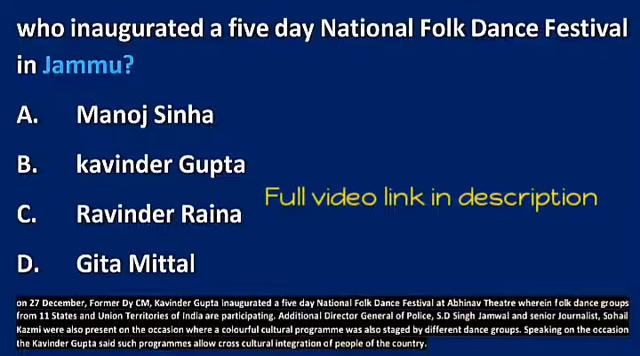 who inaugurated a five day National Folk Dance Festival
in Jammu?
A. Manoj Sinha
B. kavinder Gupta
Full video link in description
C. Ravinder Raina
D. Gita Mittal
on 27 December, Former Dy CM, Kavinder Gupta inaugurated a five day National Folk Dance Festival at Abhinav Theatre wherein folk dance groups
from 11 States and Union Territories of India are participating. Additional Director General of Police, S.D Singh Jamwal and senior Journalist, Sohail
Kazmi were also present on the occasion where a colourful cultural programme was also staged by different dance groups. Speaking on the occasion
the Kavinder Gupta said such programmes allow cross cultural integration of people of the country.